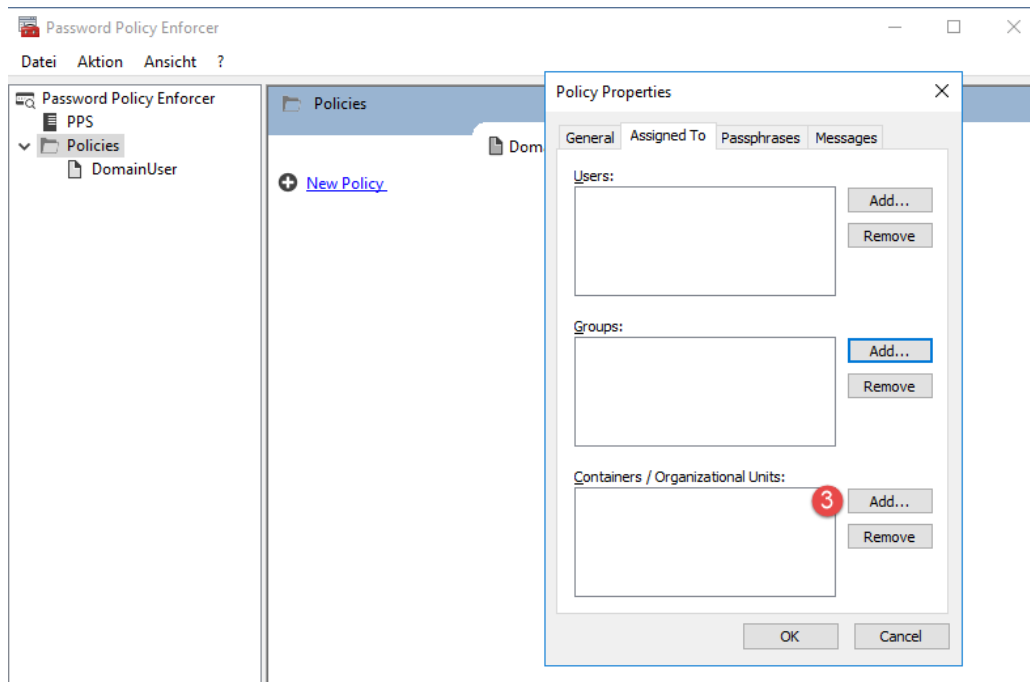 Password Policy Enforcer
Datei Aktion Ansicht ?
Password Policy Enforcer
PPS
Policies
DomainUser
Policies
Dom
New Policy
Policy Properties
General Assigned To Passphrases Messages
Users:
Add...
Remove
Groups:
Add...
Remove
Containers / Organizational Units:
3 Add...
Remove
OK Cancel